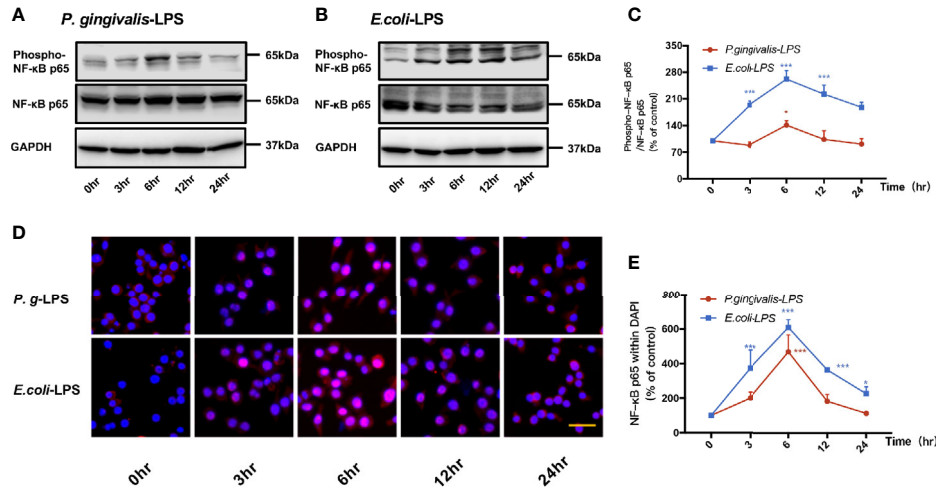 A
P. gingivalis-LPS
Phospho-
NF-κB p65
65kDa
NF-κB p65
65kDa
GAPDH
37kDa
0hr 3hr 6hr 12hr 24hr
B
E.coli-LPS
Phospho-
NF-κB p65
65kDa
NF-κB p65
65kDa
GAPDH
37kDa
0hr 3hr 6hr 12hr 24hr
C
P.gingivalis-LPS
E.coli-LPS
Phospho-NF-κB p65
/NF-κB p65
(% of control)
350
280
210
140
70
0
*** *** *** *
0 3 6 12 24
Time (hr)
D
P. g-LPS
E.coli-LPS
0hr 3hr 6hr 12hr 24hr
E
P.gingivalis-LPS
E.coli-LPS
NF-κB p65 within DAPI
(% of control)
800
600
400
200
0
*** *** *** *** *
0 3 6 12 24
Time (hr)